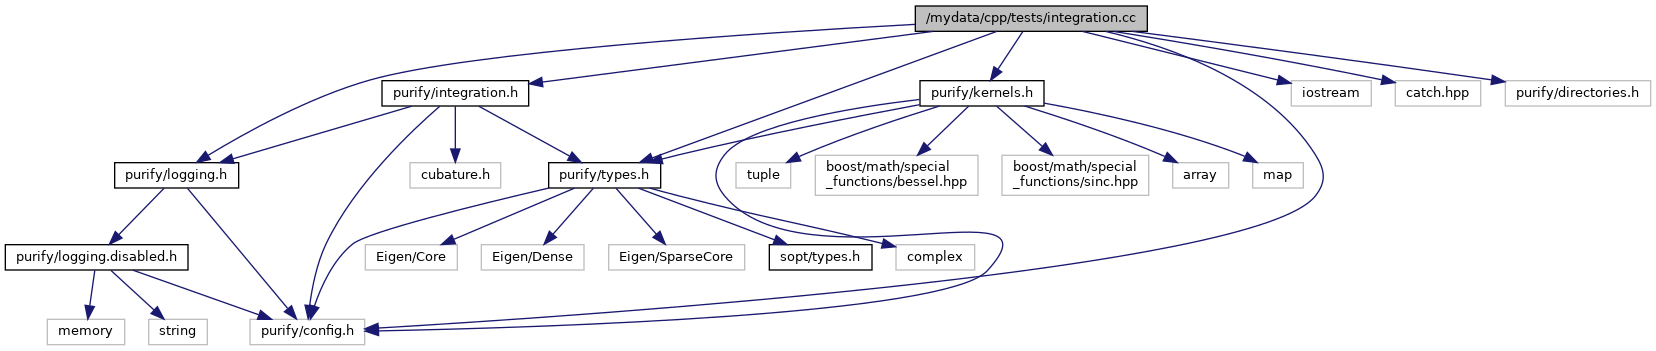 /mydata/cpp/tests/integration.cc
purify/integration.h
purify/kernels.h
iostream
catch.hpp
purify/directories.h
purify/logging.h
cubature.h
purify/types.h
tuple
boost/math/special
_functions/bessel.hpp
boost/math/special
_functions/sinc.hpp
array
map
purify/logging.disabled.h
Eigen/Core
Eigen/Dense
Eigen/SparseCore
sopt/types.h
complex
memory
string
purify/config.h